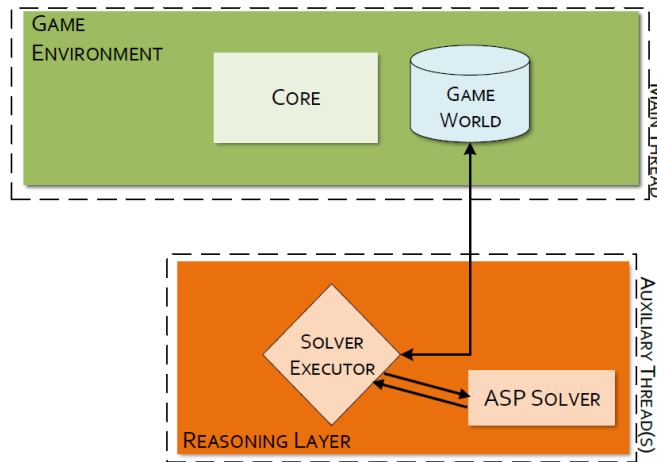 GAME
ENVIRONMENT
CORE
GAME
WORLD
MAIN THREAD
SOLVER
EXECUTOR
ASP SOLVER
REASONING LAYER
AUXILIARY THREAD(S)